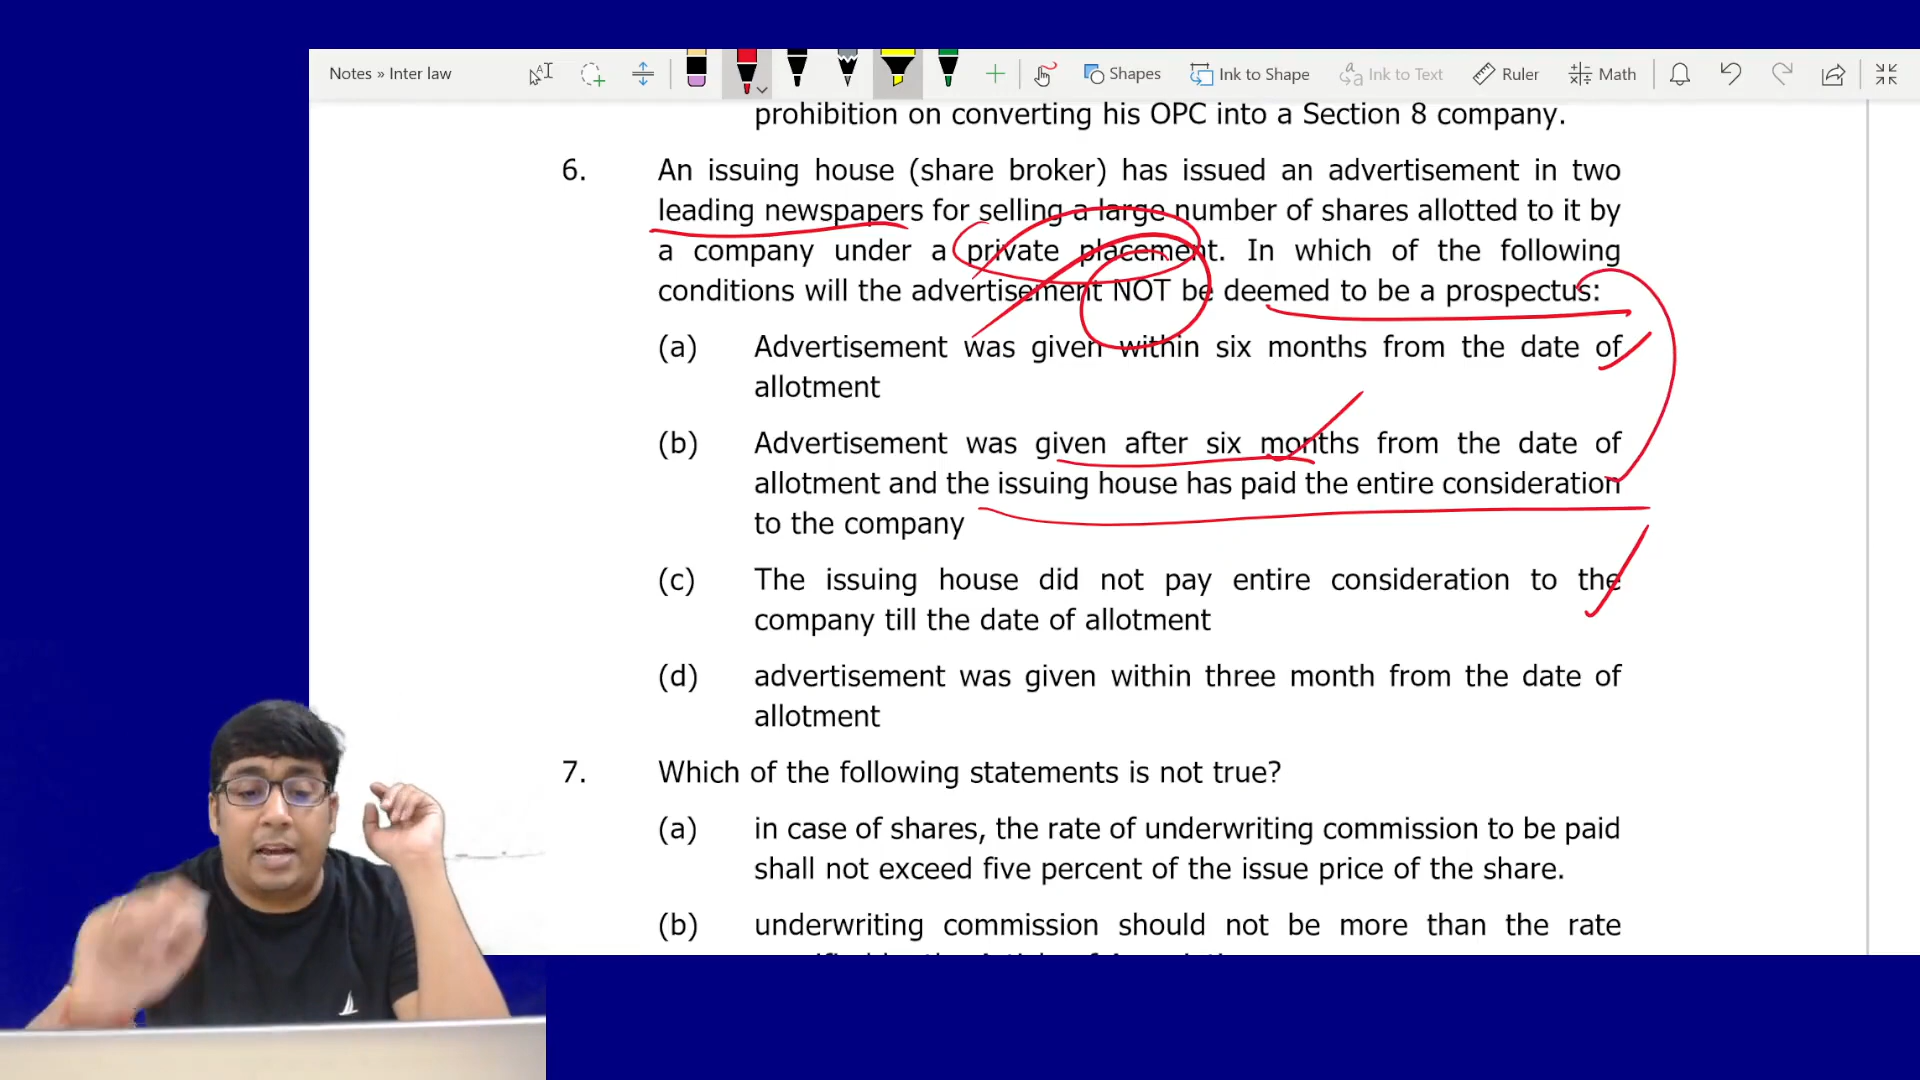 Notes » Inter law
Shapes
Ink to Shape
Ink to Text
Ruler
Math
prohibition on converting his OPC into a Section 8 company.
6. An issuing house (share broker) has issued an advertisement in two
leading newspapers for selling a large number of shares allotted to it by
a company under a private placement. In which of the following
conditions will the advertisement NOT be deemed to be a prospectus:
(a) Advertisement was given within six months from the date of
allotment
(b) Advertisement was given after six months from the date of
allotment and the issuing house has paid the entire consideration
to the company
(c) The issuing house did not pay entire consideration to the
company till the date of allotment
(d) advertisement was given within three month from the date of
allotment
7. Which of the following statements is not true?
(a) in case of shares, the rate of underwriting commission to be paid
shall not exceed five percent of the issue price of the share.
(b) underwriting commission should not be more than the rate